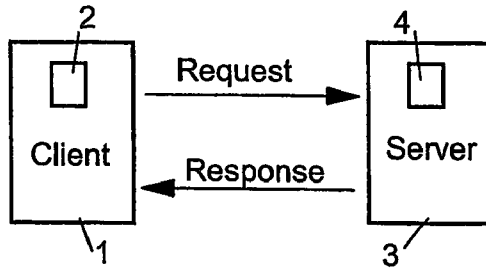 2
4
Request
Client
Server
Response
1
3